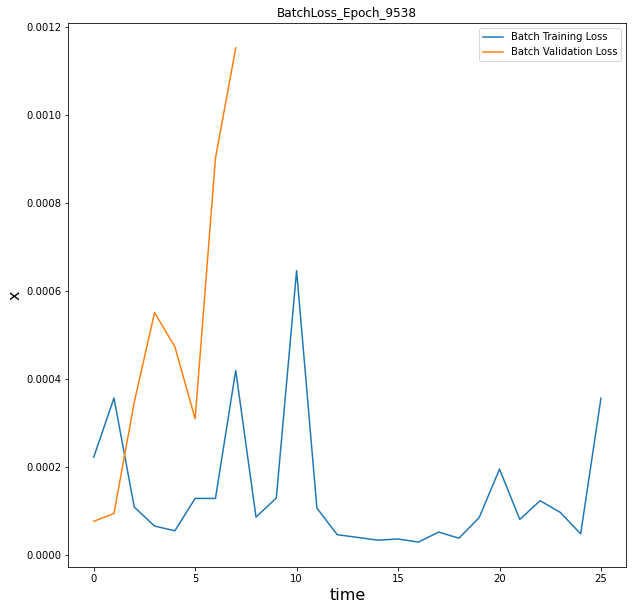 BatchLoss_Epoch_9538
Batch Training Loss
Batch Validation Loss
0.0012
0.0010
0.0008
0.0006
0.0004
0.0002
0.0000
x
0 5 10 15 20 25
time